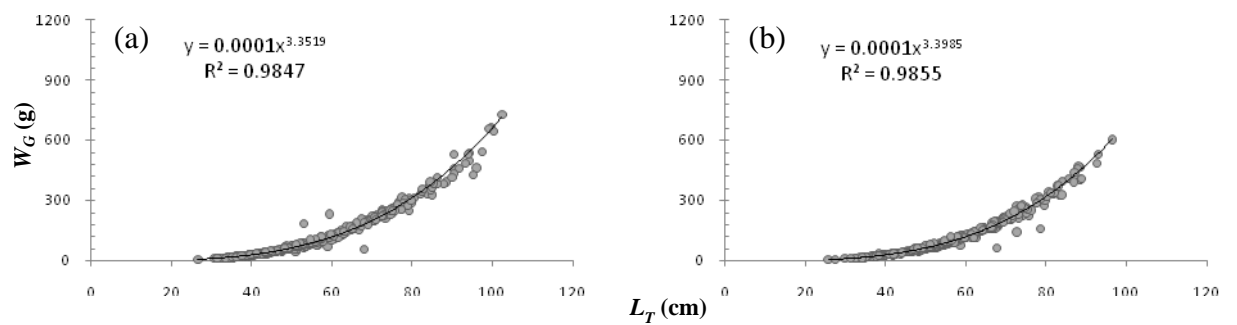 1200
900
600
300
0
W_G (g)
(a)
y = 0.0001x^3.3519
R² = 0.9847
0 20 40 60 80 100 120
1200
900
600
300
0
(b)
y = 0.0001x^3.3985
R² = 0.9855
0 20 40 60 80 100 120
L_T (cm)